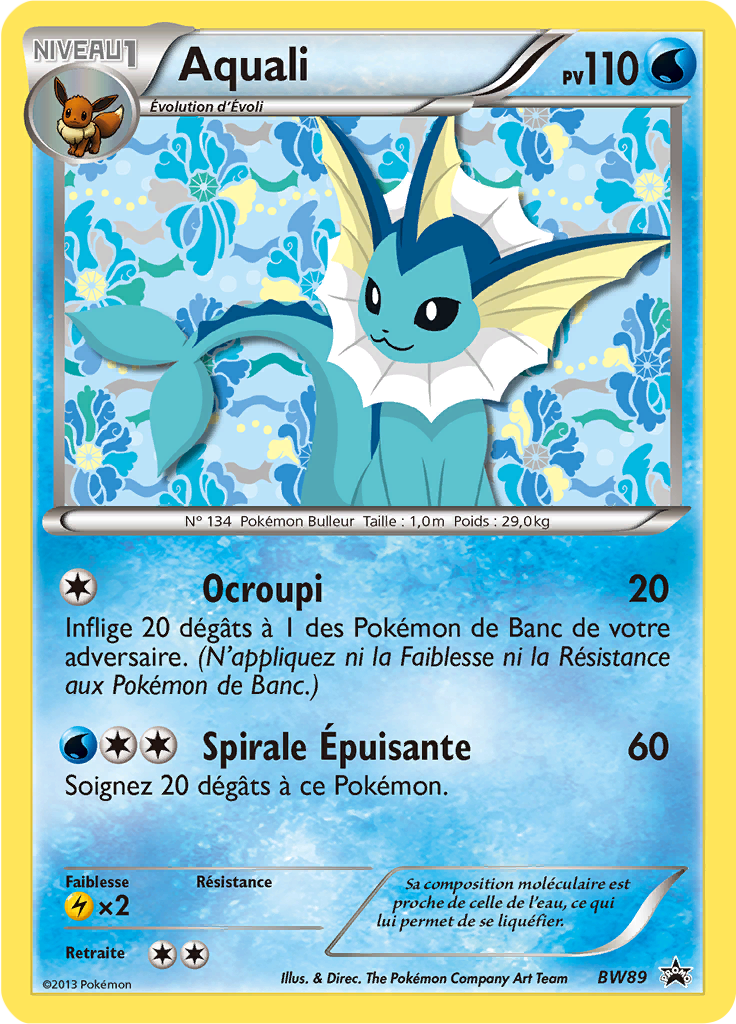 NIVEAU1
Aquali
PV110
Évolution d'Évoli
N° 134 Pokémon Bulleur Taille : 1,0m Poids : 29,0kg
Ocroupi 20
Inflige 20 dégâts à 1 des Pokémon de Banc de votre
adversaire. (N'appliquez ni la Faiblesse ni la Résistance
aux Pokémon de Banc.)
Spirale Épuisante 60
Soignez 20 dégâts à ce Pokémon.
Faiblesse
Résistance
×2
Retraite
Sa composition moléculaire est
proche de celle de l'eau, ce qui
lui permet de se liquéfier.
©2013 Pokémon
Illus. & Direc. The Pokémon Company Art Team
BW89
PROMO